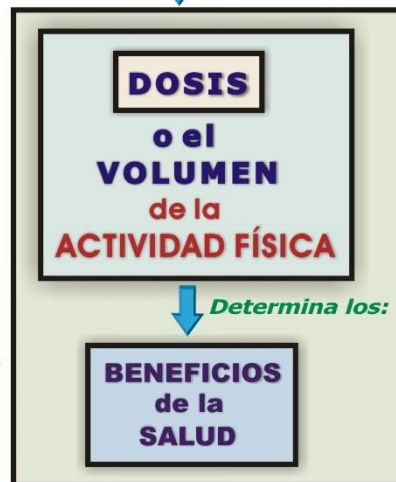 DOSIS
o el
VOLUMEN
de la
ACTIVIDAD FÍSICA
Determina los:
BENEFICIOS
de la
SALUD